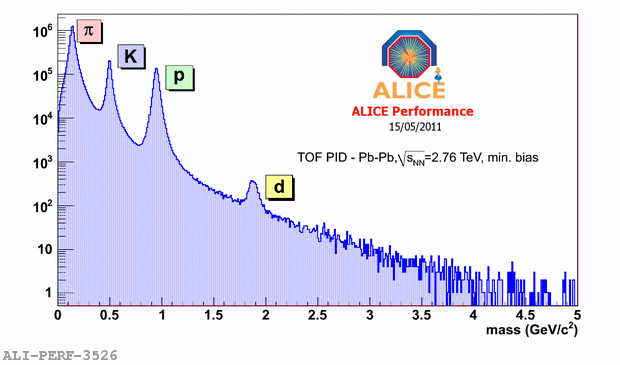 10⁶
π
K
p
10⁵
10⁴
10³
10²
10
1
d
ALICE
ALICE Performance
15/05/2011
TOF PID - Pb-Pb,√sNN=2.76 TeV, min. bias
0 0.5 1 1.5 2 2.5 3 3.5 4 4.5 5
mass (GeV/c²)
ALI-PERF-3526